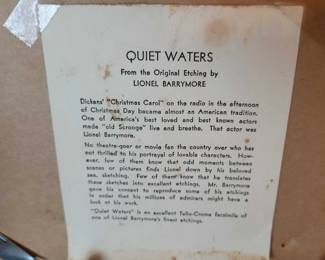 QUIET WATERS
From the Original Etching by
LIONEL BARRYMORE
Dickens' "Christmas Carol" on the radio in the afternoon
of Christmas Day became almost an American tradition.
One of America's best loved and best known actors
made "old Scrooge" live and breathe. That actor was
Lionel Barrymore.
No theatre-goer or movie fan the country over who has
not thrilled to his portrayal of lovable characters. How-
ever, few of them know that odd moments between
scenes or pictures finds Lionel down by his beloved
sea, sketching. Few of them know that he translates
these sketches into excellent etchings. Mr. Barrymore
gave his consent to reproduce some of his etchings
in order that his millions of admirers might have a
look at his work.
"Quiet Waters" is an excellent Talio-Crome facsimile of
one of Lionel Barrymore's finest etchings.